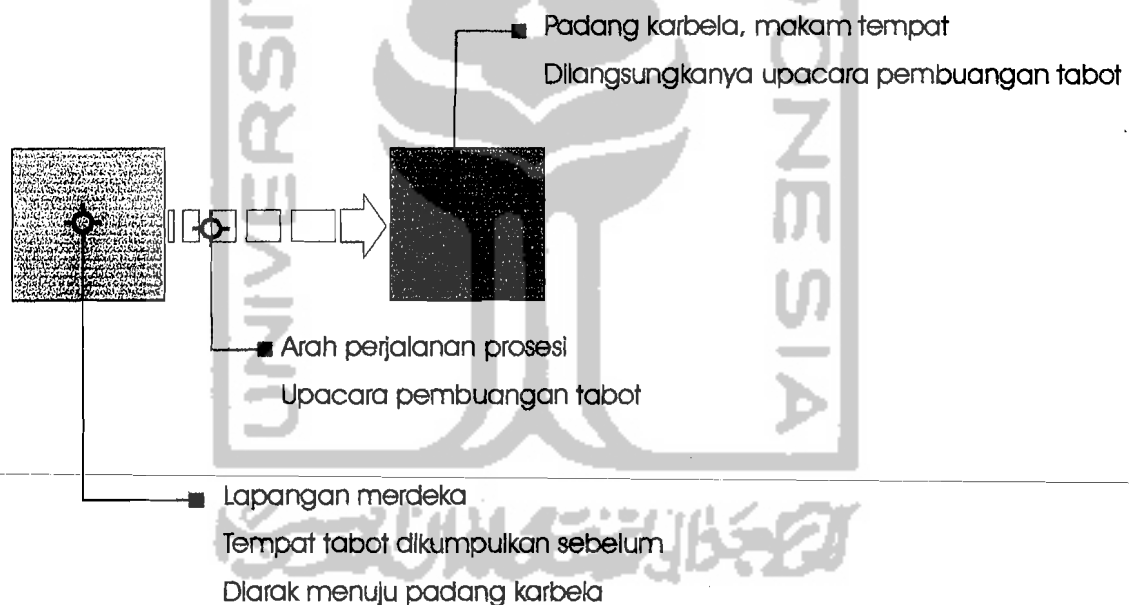 Padang karbela, makam tempat
Dilangsungkanya upacara pembuangan tabot
Arah perjalanan prosesi
Upacara pembuangan tabot
Lapangan merdeka
Tempat tabot dikumpulkan sebelum
Diarak menuju padang karbela